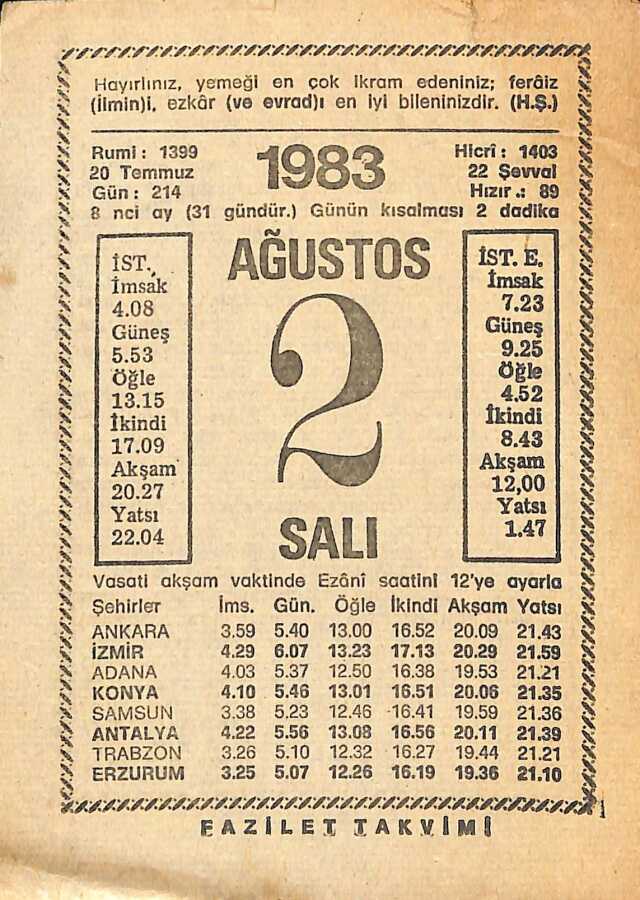 Hayırlınız, yemeği en çok ikram edeniniz; ferâiz
(ilmin)i, ezkâr (ve evrad)ı en iyi bileninizdir. (H.Ş.)
Rumi: 1399
20 Temmuz
Gün: 214
1983
Hicrî: 1403
22 Şevval
Hızır.: 89
8 nci ay (31 gündür.) Günün kısalması 2 dadika
İST.
İmsak
4.08
Güneş
5.53
Öğle
13.15
İkindi
17.09
Akşam
20.27
Yatsı
22.04
AĞUSTOS
2
SALI
İST. E.
İmsak
7.23
Güneş
9.25
Öğle
4.52
İkindi
8.43
Akşam
12,00
Yatsı
1.47
Vasati akşam vaktinde Ezânî saatini 12'ye ayarla
Şehirler İms. Gün. Öğle İkindi Akşam Yatsı
ANKARA 3.59 5.40 13.00 16.52 20.09 21.43
İZMİR 4.29 6.07 13.23 17.13 20.29 21.59
ADANA 4.03 5.37 12.50 16.38 19.53 21.21
KONYA 4.10 5.46 13.01 16.51 20.06 21.35
SAMSUN 3.38 5.23 12.46 16.41 19.59 21.36
ANTALYA 4.22 5.56 13.08 16.56 20.11 21.39
TRABZON 3.26 5.10 12.32 16.27 19.44 21.21
ERZURUM 3.25 5.07 12.26 16.19 19.36 21.10
FAZİLET TAKVİMİ